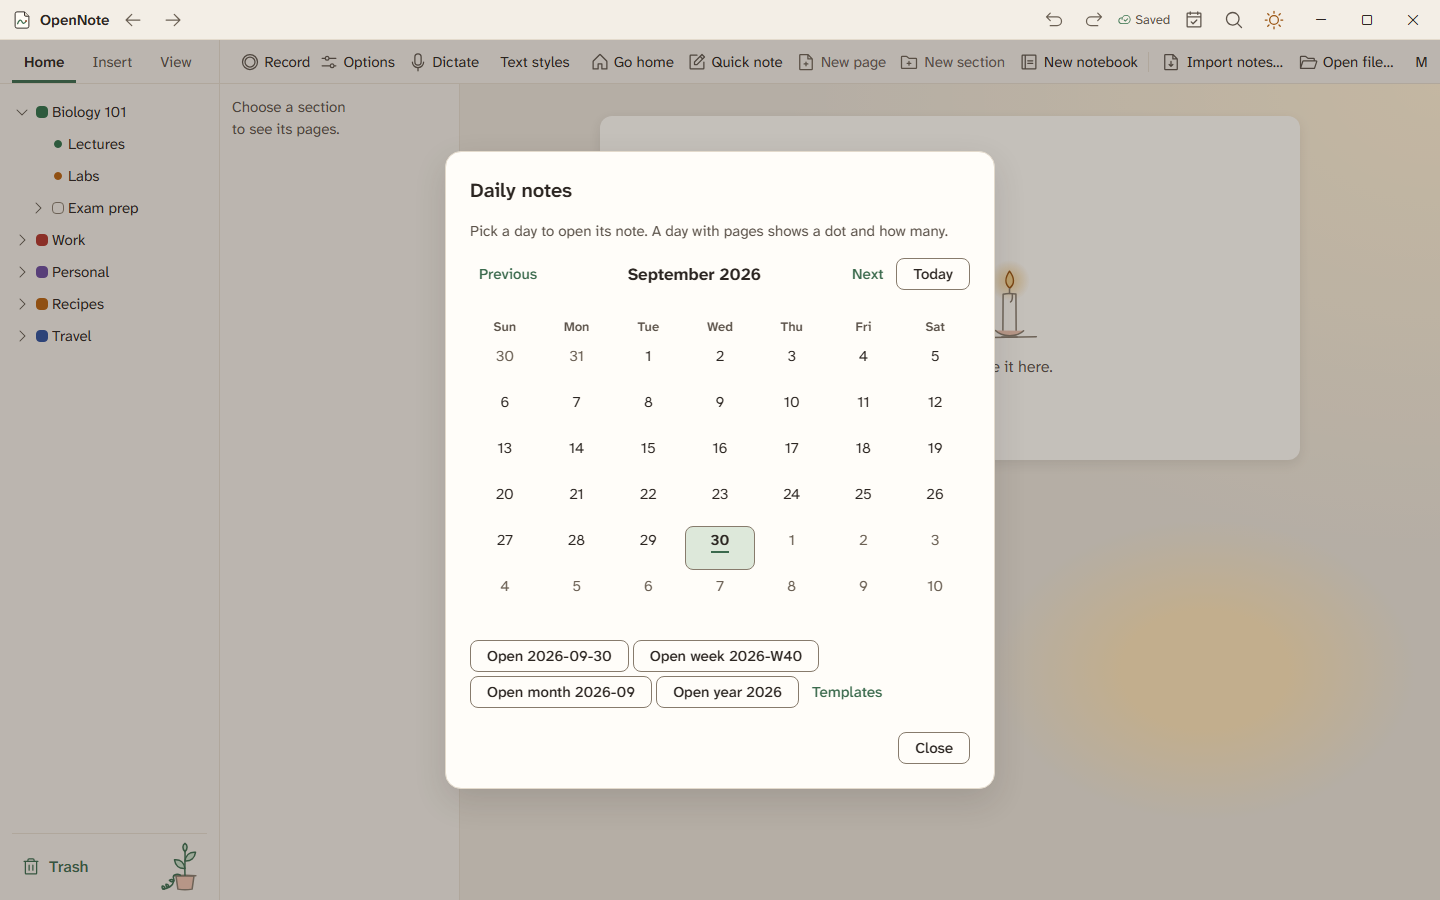 OpenNote
Saved
Home Insert View
Record Options Dictate Text styles Go home Quick note New page New section New notebook Import notes... Open file... M
Biology 101
Lectures
Labs
Exam prep
Work
Personal
Recipes
Travel
Trash
Choose a section
to see its pages.
it here.
Daily notes
Pick a day to open its note. A day with pages shows a dot and how many.
Previous September 2026 Next Today
Sun Mon Tue Wed Thu Fri Sat
30 31 1 2 3 4 5
6 7 8 9 10 11 12
13 14 15 16 17 18 19
20 21 22 23 24 25 26
27 28 29 30 1 2 3
4 5 6 7 8 9 10
Open 2026-09-30 Open week 2026-W40
Open month 2026-09 Open year 2026 Templates
Close